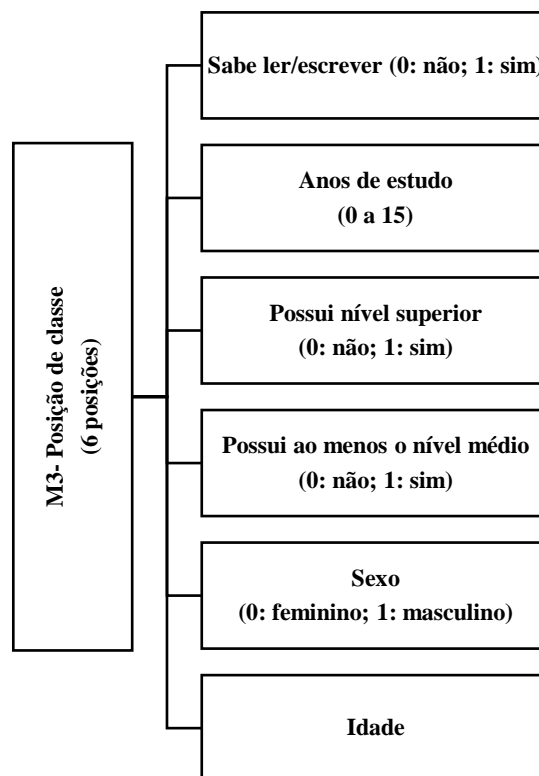 M3- Posição de classe
(6 posições)
Sabe ler/escrever (0: não; 1: sim)
Anos de estudo
(0 a 15)
Possui nível superior
(0: não; 1: sim)
Possui ao menos o nível médio
(0: não; 1: sim)
Sexo
(0: feminino; 1: masculino)
Idade